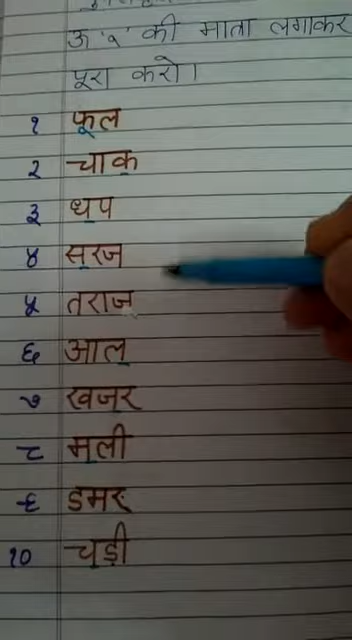 ऊ 'ू' की मात्रा लगाकर
पूरा करो।
१ फूल
२ चाक
३ धप
४ सरज
५ तराज
६ आल
७ खजर
८ मली
९ डमरू
१० चड़ी